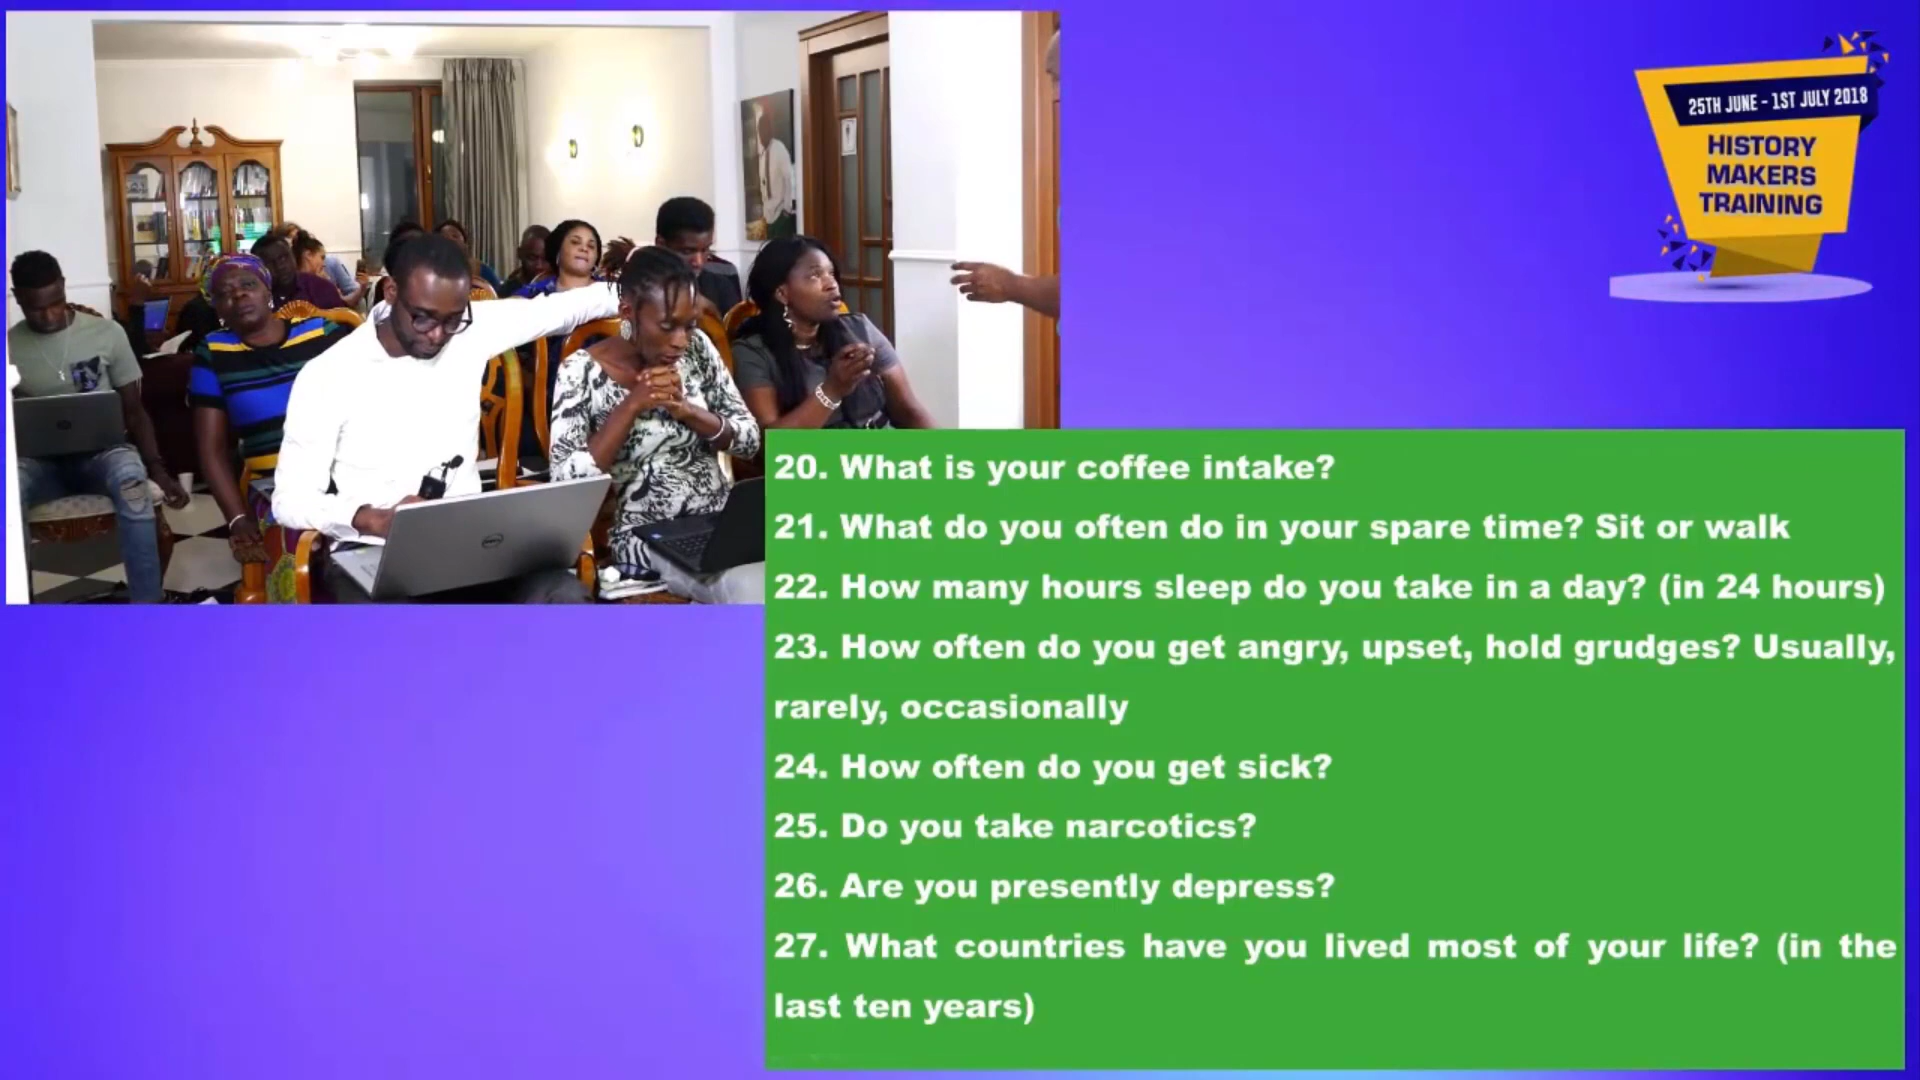 25TH JUNE - 1ST JULY 2018
HISTORY
MAKERS
TRAINING
DELL
20. What is your coffee intake?
21. What do you often do in your spare time? Sit or walk
22. How many hours sleep do you take in a day? (in 24 hours)
23. How often do you get angry, upset, hold grudges? Usually,
rarely, occasionally
24. How often do you get sick?
25. Do you take narcotics?
26. Are you presently depress?
27. What countries have you lived most of your life? (in the
last ten years)